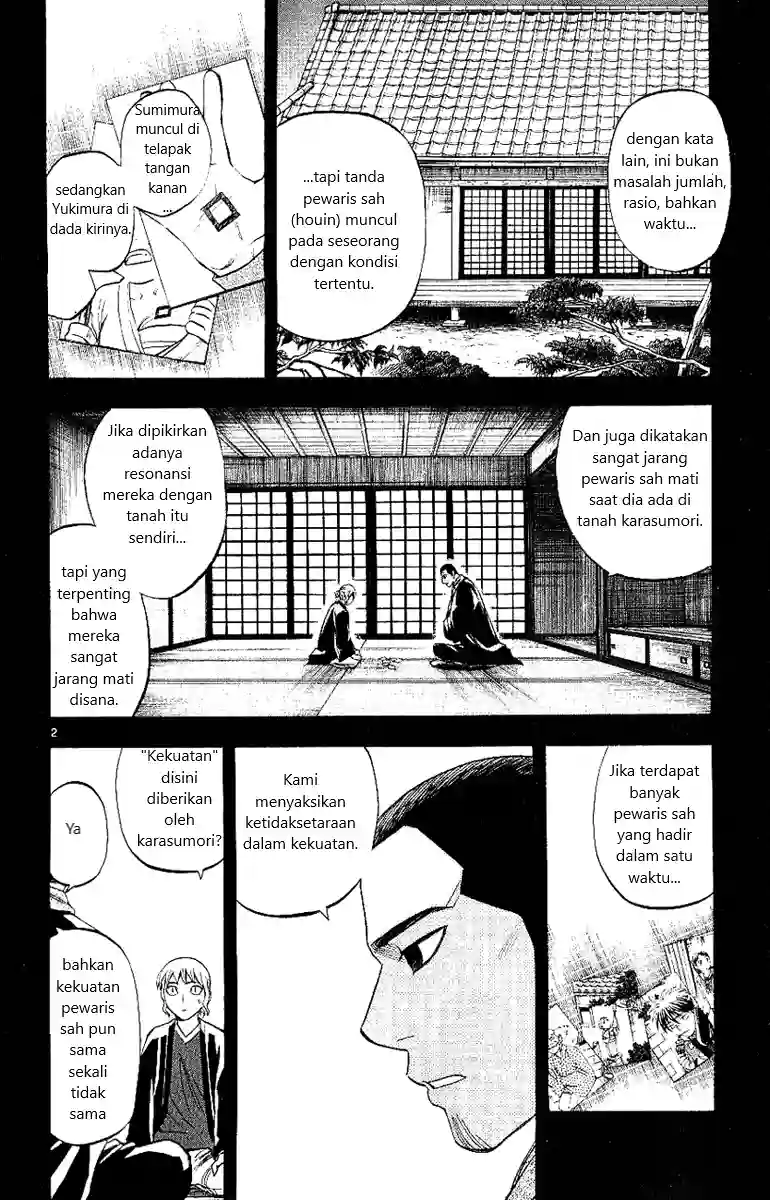 dengan kata
lain, ini bukan
masalah jumlah,
rasio, bahkan
waktu...
...tapi tanda
pewaris sah
(houin) muncul
pada seseorang
dengan kondisi
tertentu.
Sumimura
muncul di
telapak
tangan
kanan
...
sedangkan
Yukimura di
dada kirinya.
Dan juga dikatakan
sangat jarang
pewaris sah mati
saat dia ada di
tanah karasumori.
Jika dipikirkan
adanya
resonansi
mereka dengan
tanah itu
sendiri...
tapi yang
terpenting
bahwa
mereka
sangat
jarang mati
disana.
2
Jika terdapat
banyak
pewaris sah
yang hadir
dalam satu
waktu...
Kami
menyaksikan
ketidaksetaraan
dalam kekuatan.
"Kekuatan"
disini
diberikan
oleh
karasumori?
Ya
bahkan
kekuatan
pewaris
sah pun
sama
sekali
tidak
sama